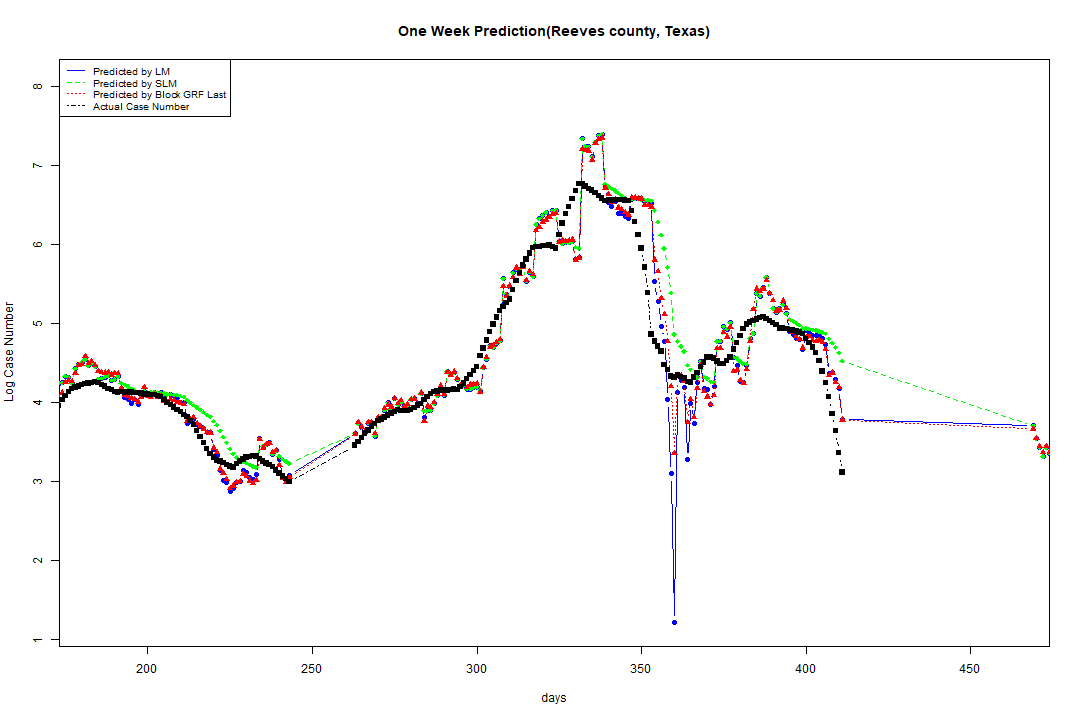 One Week Prediction(Reeves county, Texas)
Predicted by LM
Predicted by SLM
Predicted by Block GRF Last
Actual Case Number
8
7
6
5
4
3
2
1
Log Case Number
200 250 300 350 400 450
days